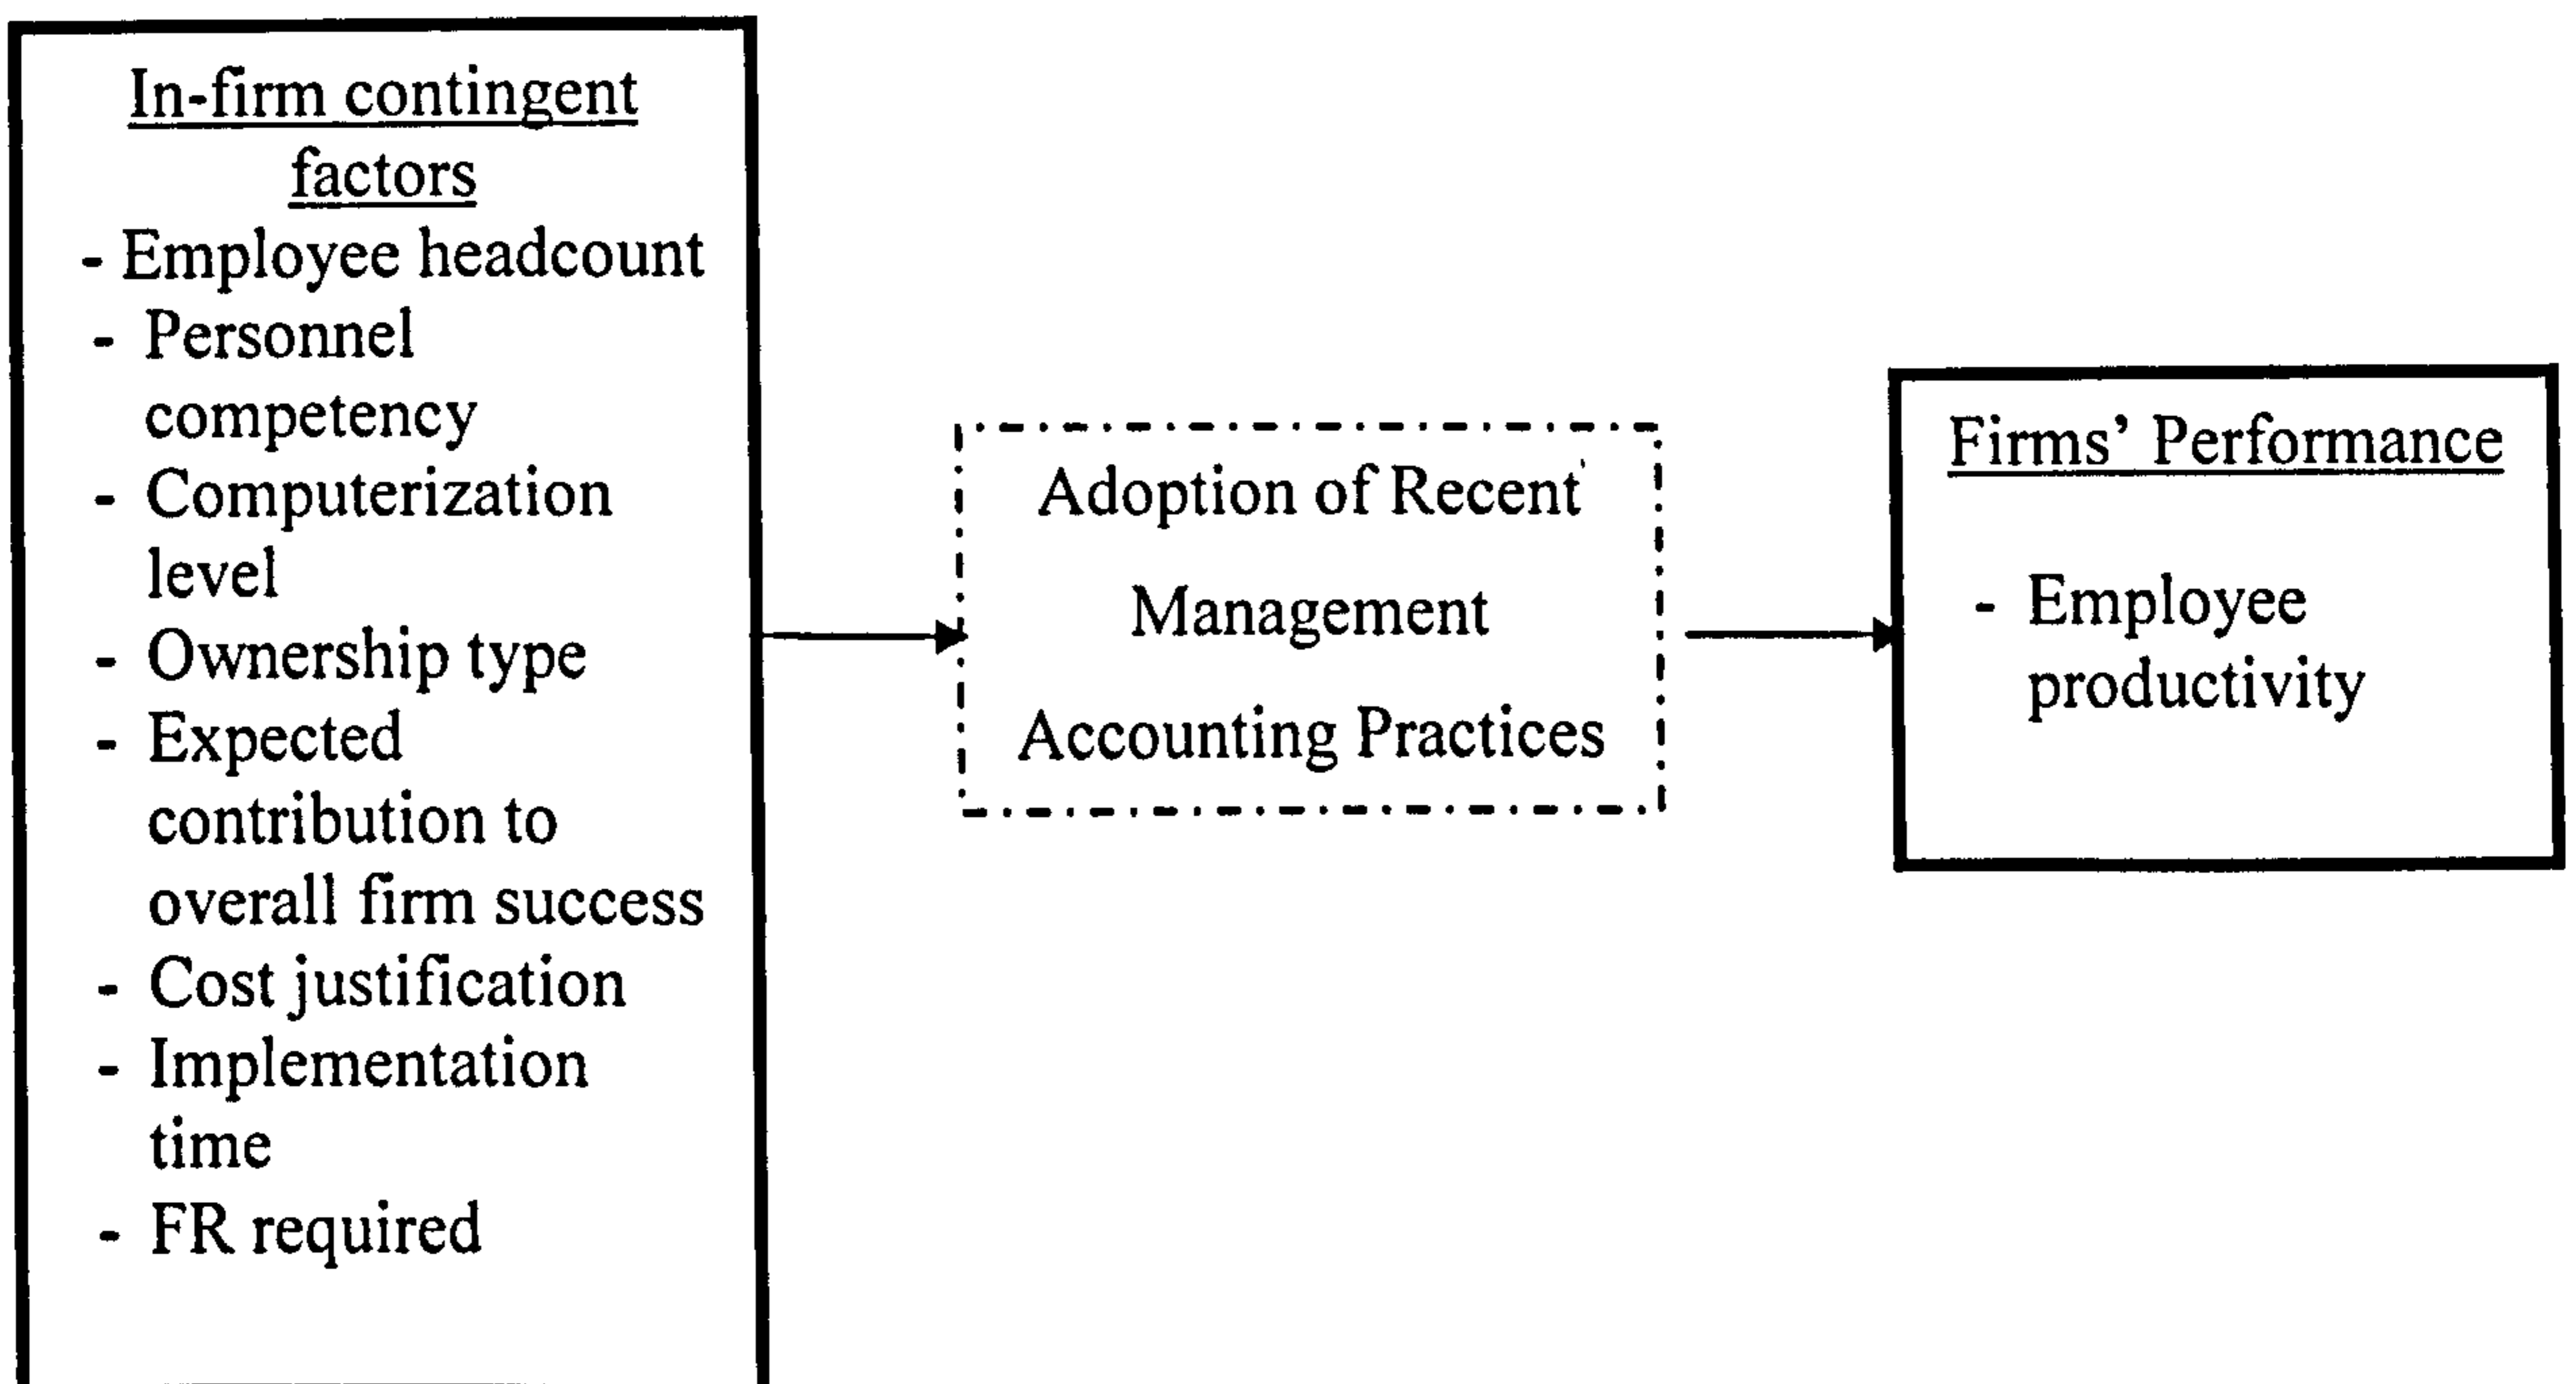 In-firm contingent
factors
- Employee headcount
- Personnel
competency
- Computerization
level
- Ownership type
- Expected
contribution to
overall firm success
- Cost justification
- Implementation
time
- FR required
Adoption of Recent
Management
Accounting Practices
Firms’ Performance
- Employee
productivity